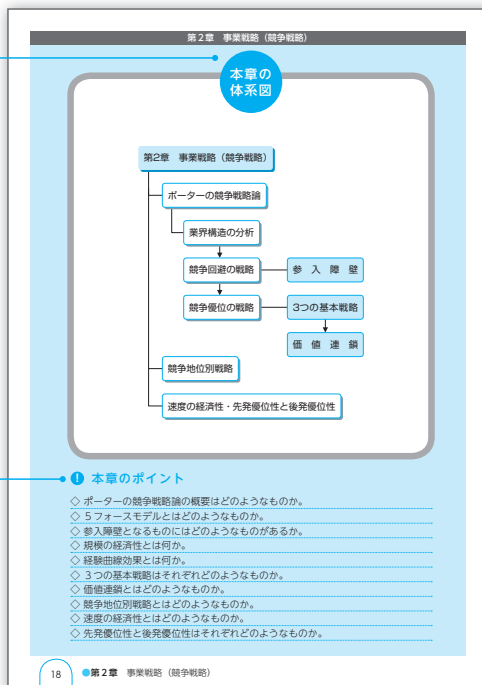 第2章　事業戦略（競争戦略）
本章の
体系図
第2章　事業戦略（競争戦略）
ポーターの競争戦略論
業界構造の分析
競争回避の戦略
参入障壁
競争優位の戦略
3つの基本戦略
価値連鎖
競争地位別戦略
速度の経済性・先発優位性と後発優位性
! 本章のポイント
◇ ポーターの競争戦略論の概要はどのようなものか。
◇ 5フォースモデルとはどのようなものか。
◇ 参入障壁となるものにはどのようなものがあるか。
◇ 規模の経済性とは何か。
◇ 経験曲線効果とは何か。
◇ 3つの基本戦略はそれぞれどのようなものか。
◇ 価値連鎖とはどのようなものか。
◇ 競争地位別戦略とはどのようなものか。
◇ 速度の経済性とはどのようなものか。
◇ 先発優位性と後発優位性はそれぞれどのようなものか。
18 ●第2章　事業戦略（競争戦略）